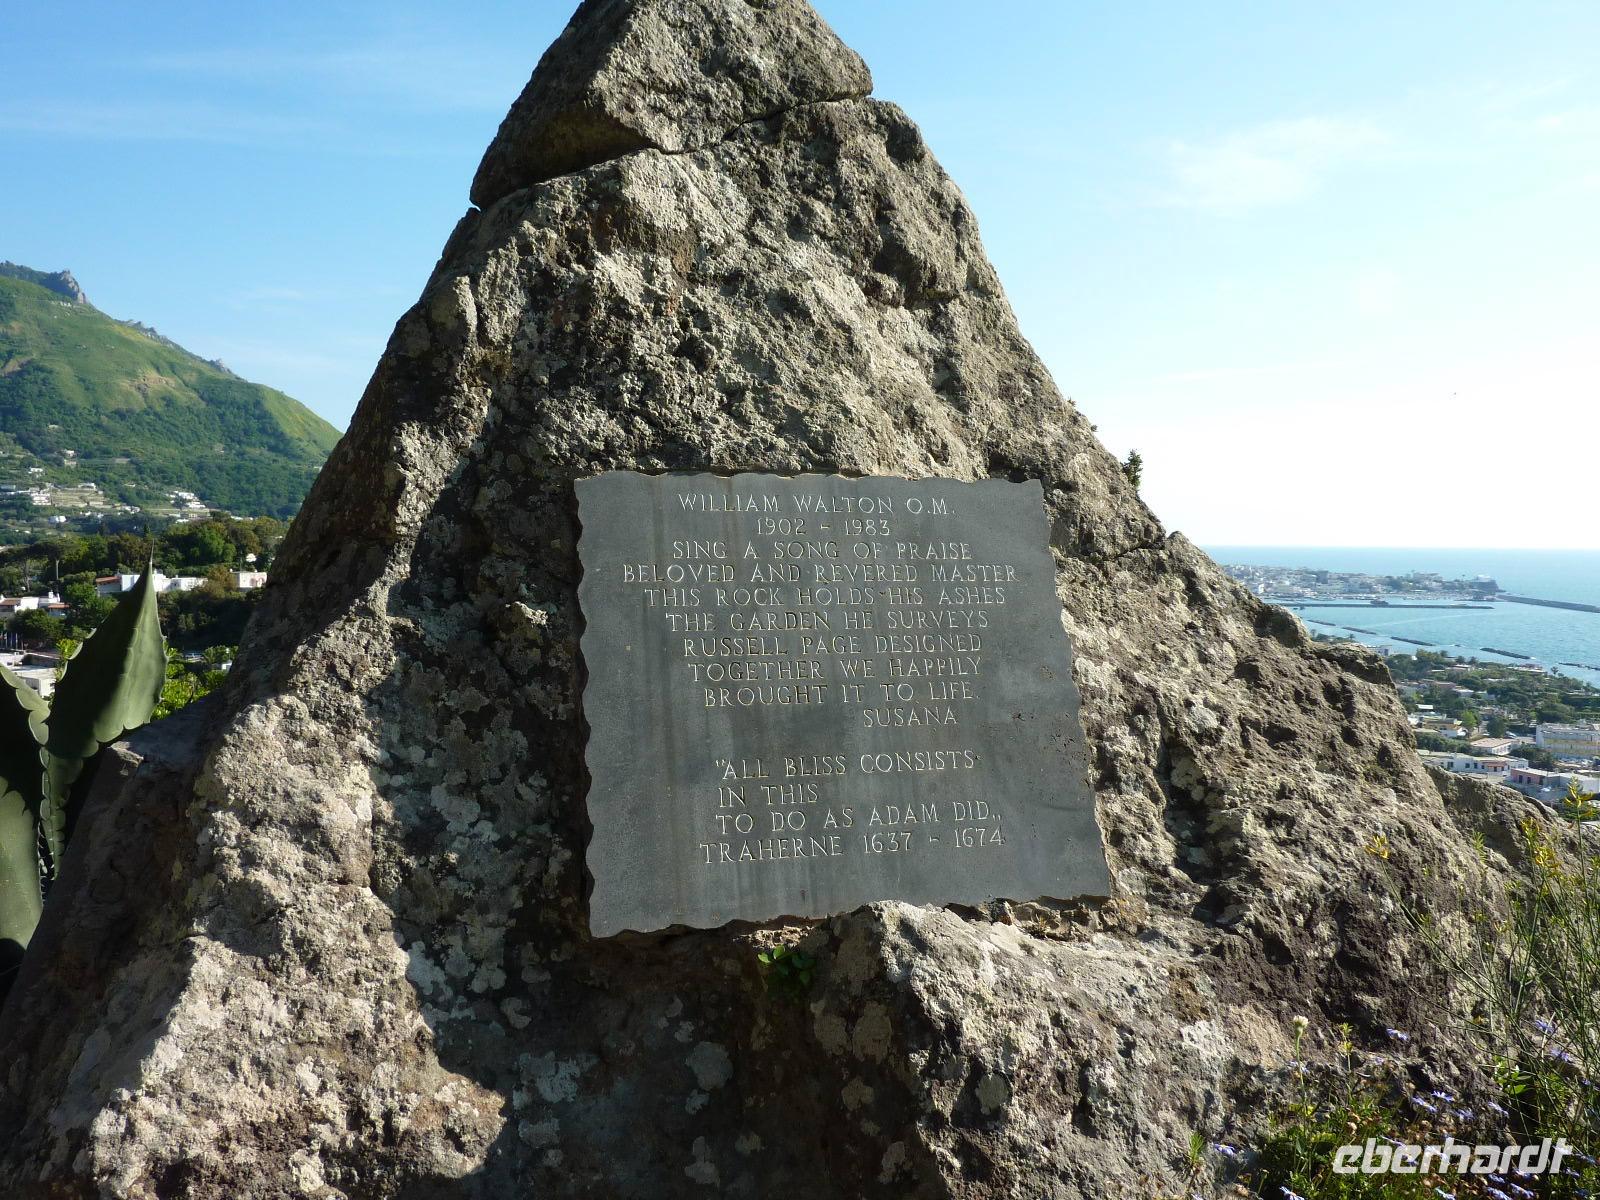 WILLIAM WALTON O.M.
1902 - 1983
SING A SONG OF PRAISE
BELOVED AND REVERED MASTER
THIS ROCK HOLDS HIS ASHES
THE GARDEN HE SURVEYS
RUSSELL PAGE DESIGNED
TOGETHER WE HAPPILY
BROUGHT IT TO LIFE.
SUSANA
"ALL BLISS CONSISTS
IN THIS
TO DO AS ADAM DID„
TRAHERNE 1637 - 1674
eberhardt